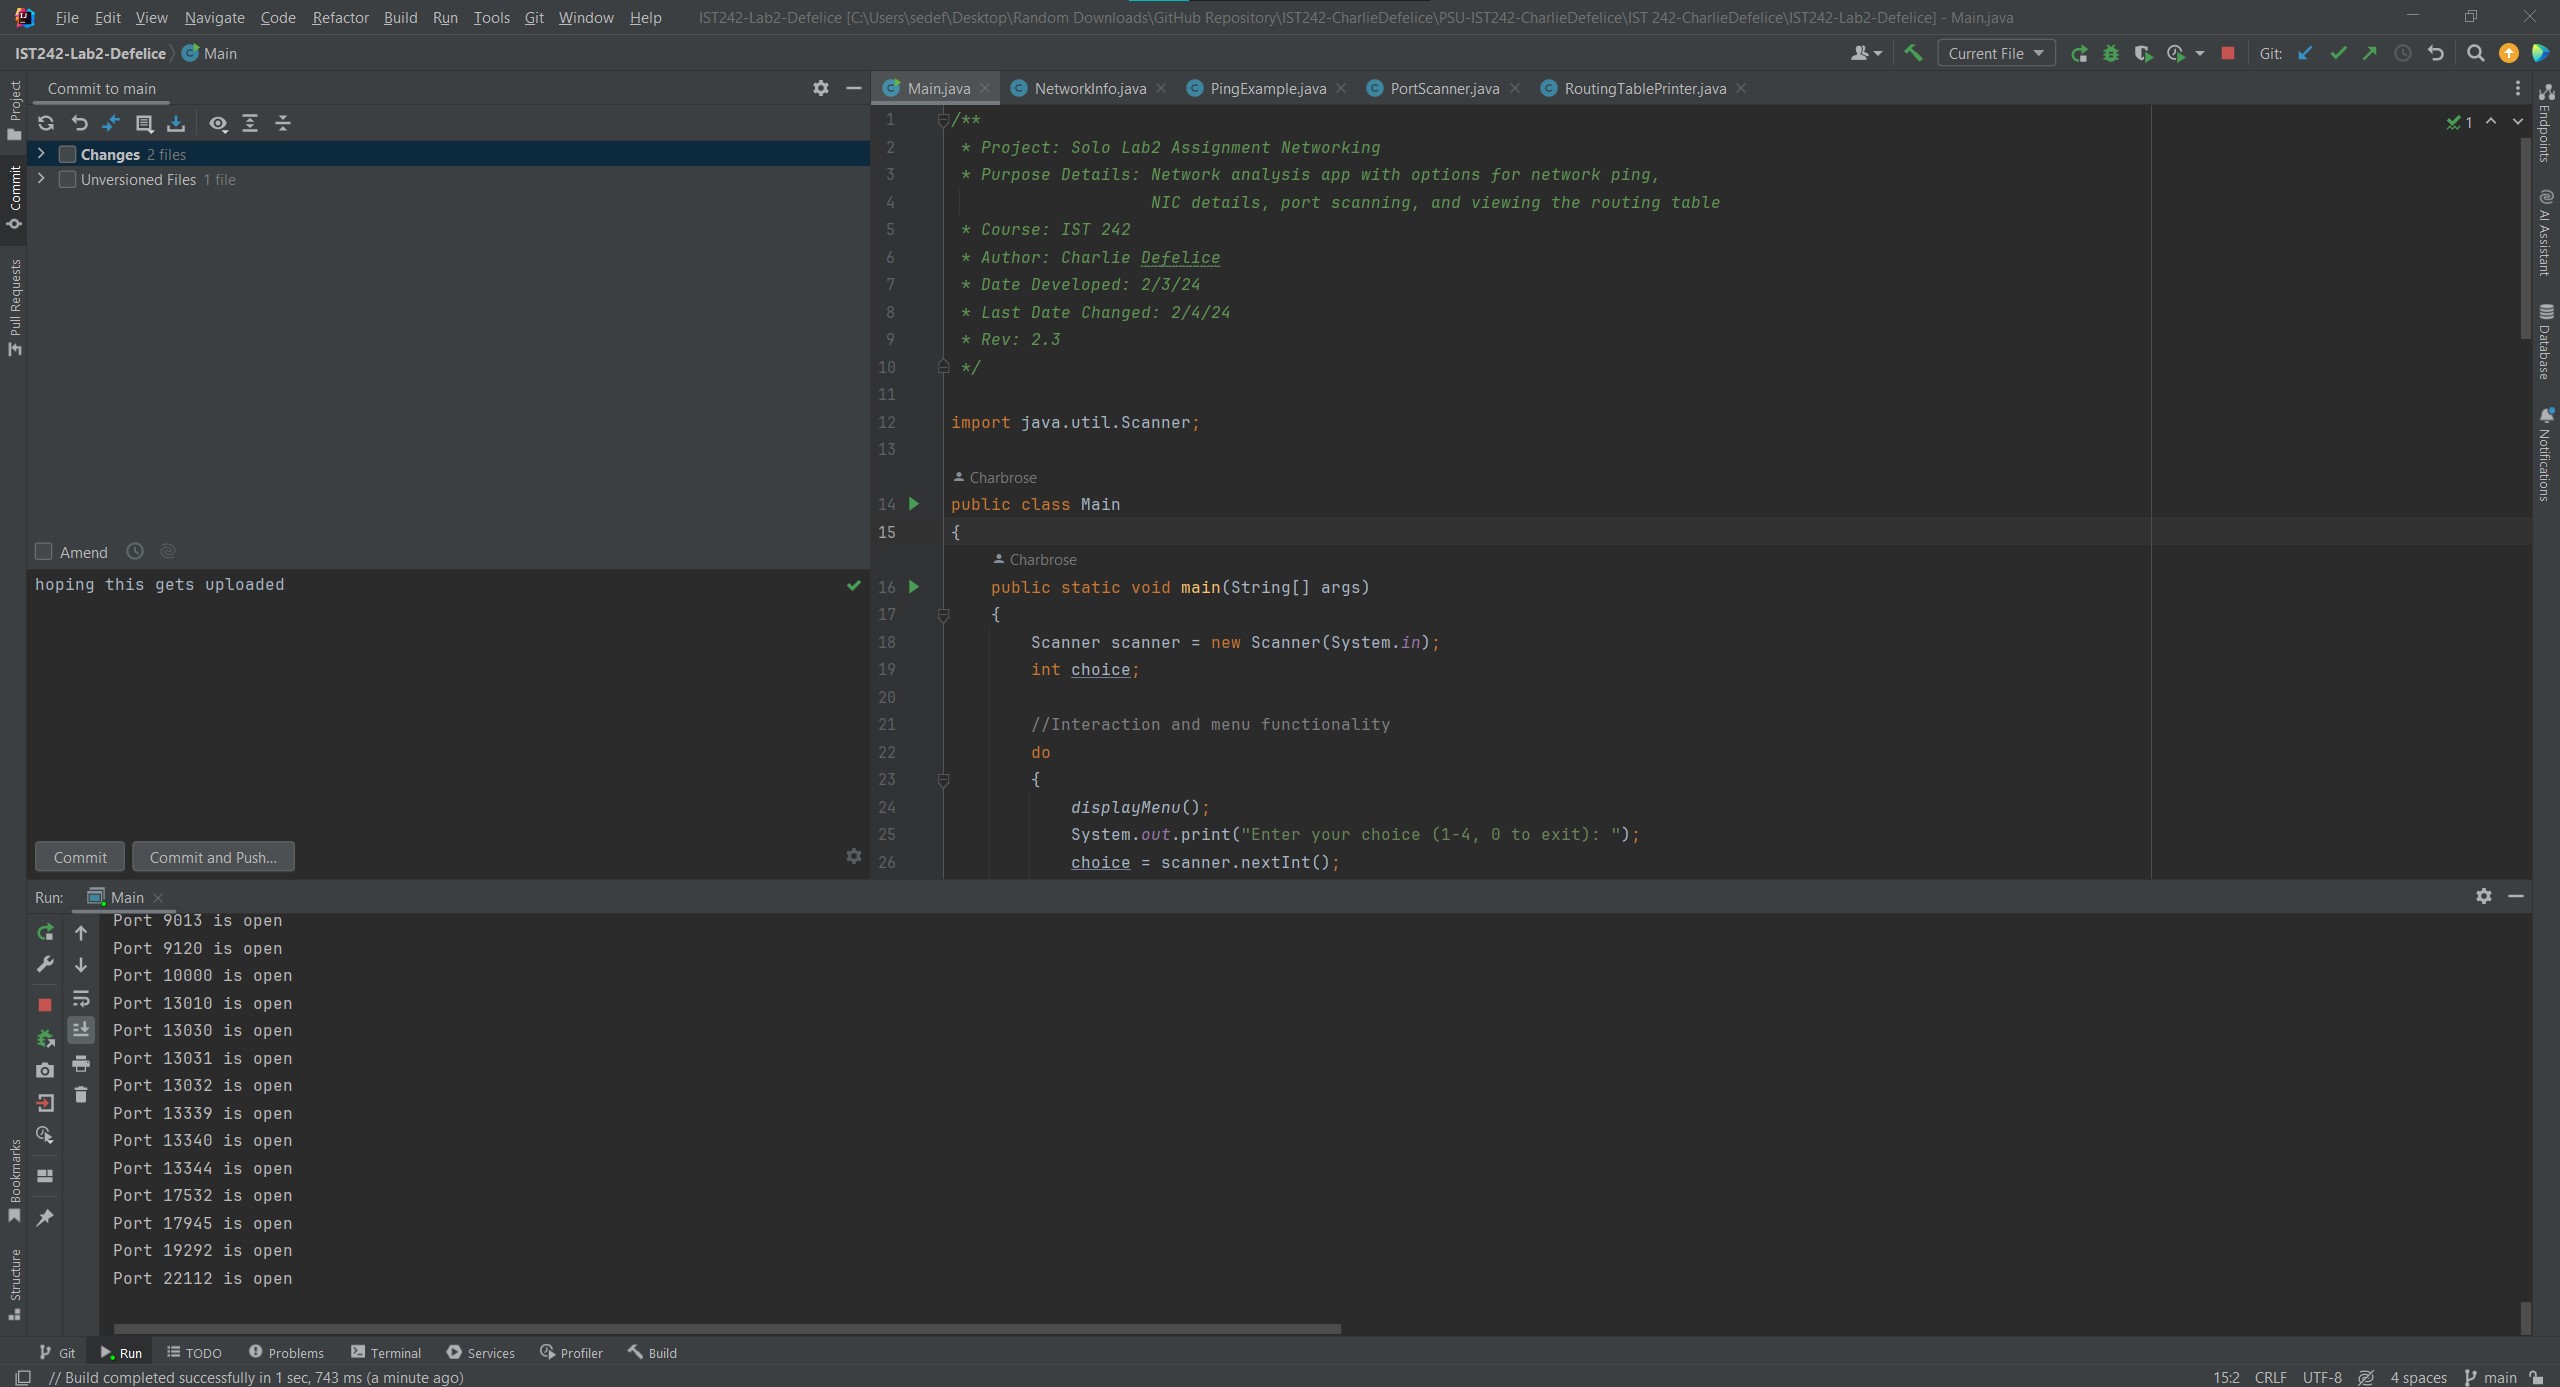 File Edit View Navigate Code Refactor Build Run Tools Git Window Help IST242-Lab2-Defelice [C:\Users\sedef\Desktop\Random Downloads\GitHub Repository\IST242-CharlieDefelice\PSU-IST242-CharlieDefelice\IST 242-CharlieDefelice\IST242-Lab2-Defelice] - Main.java
IST242-Lab2-Defelice Main
Current File Git:
Project
Commit
Pull Requests
Bookmarks
Structure
Commit to main
Changes 2 files
Unversioned Files 1 file
Amend
hoping this gets uploaded
Commit Commit and Push...
Main.java NetworkInfo.java PingExample.java PortScanner.java RoutingTablePrinter.java
1
1 /**
2 * Project: Solo Lab2 Assignment Networking
3 * Purpose Details: Network analysis app with options for network ping,
4 NIC details, port scanning, and viewing the routing table
5 * Course: IST 242
6 * Author: Charlie Defelice
7 * Date Developed: 2/3/24
8 * Last Date Changed: 2/4/24
9 * Rev: 2.3
10 */
11
12 import java.util.Scanner;
13
Charbrose
14 public class Main
15 {
Charbrose
16 public static void main(String[] args)
17 {
18 Scanner scanner = new Scanner(System.in);
19 int choice;
20
21 //Interaction and menu functionality
22 do
23 {
24 displayMenu();
25 System.out.print("Enter your choice (1-4, 0 to exit): ");
26 choice = scanner.nextInt();
Endpoints
AI Assistant
Database
Notifications
Run: Main
Port 9013 is open
Port 9120 is open
Port 10000 is open
Port 13010 is open
Port 13030 is open
Port 13031 is open
Port 13032 is open
Port 13339 is open
Port 13340 is open
Port 13344 is open
Port 17532 is open
Port 17945 is open
Port 19292 is open
Port 22112 is open
Git Run TODO Problems Terminal Services Profiler Build
// Build completed successfully in 1 sec, 743 ms (a minute ago) 15:2 CRLF UTF-8 4 spaces main